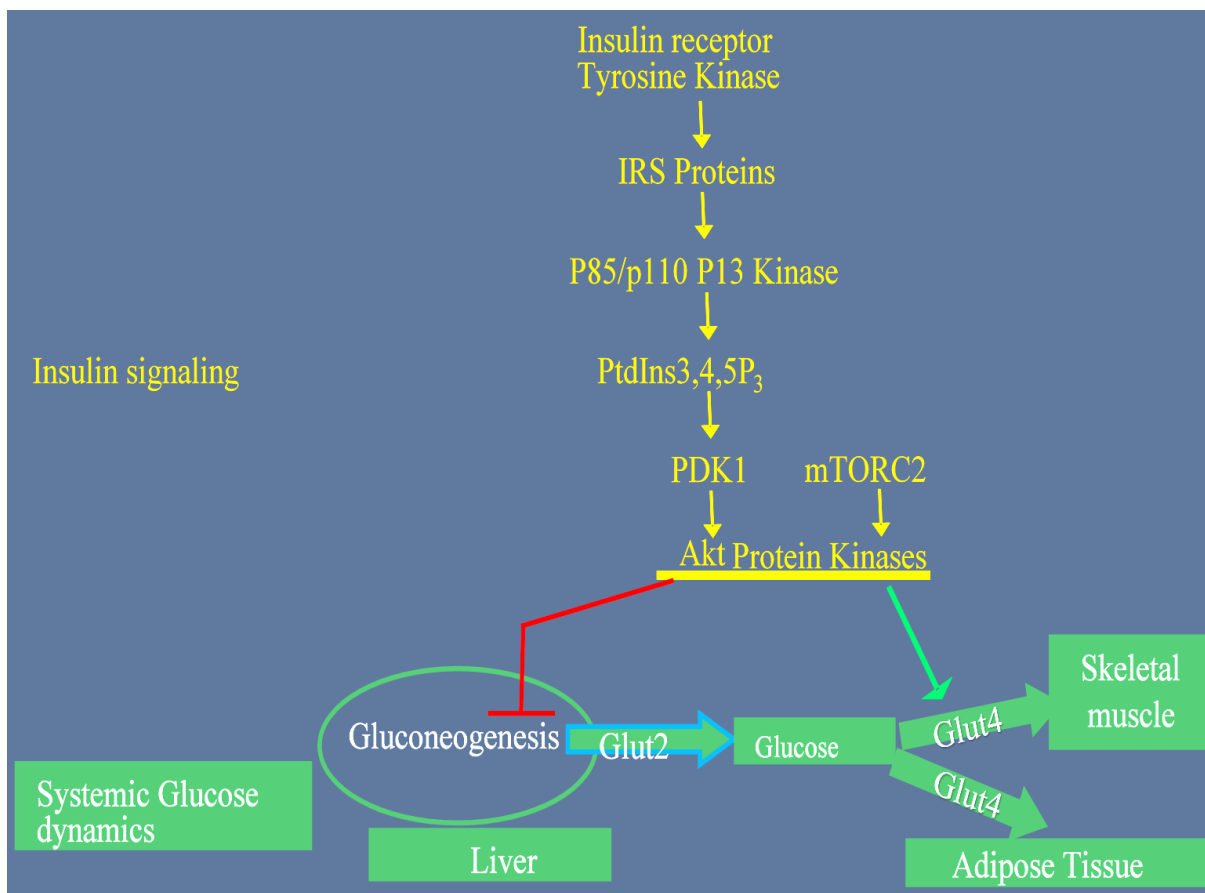 Insulin receptor
Tyrosine Kinase
IRS Proteins
P85/p110 P13 Kinase
Insulin signaling
PtdIns3,4,5P₃
PDK1
mTORC2
Akt Protein Kinases
Skeletal
muscle
Gluconeogenesis
Glut2
Glucose
Glut4
Glut4
Systemic Glucose
dynamics
Liver
Adipose Tissue